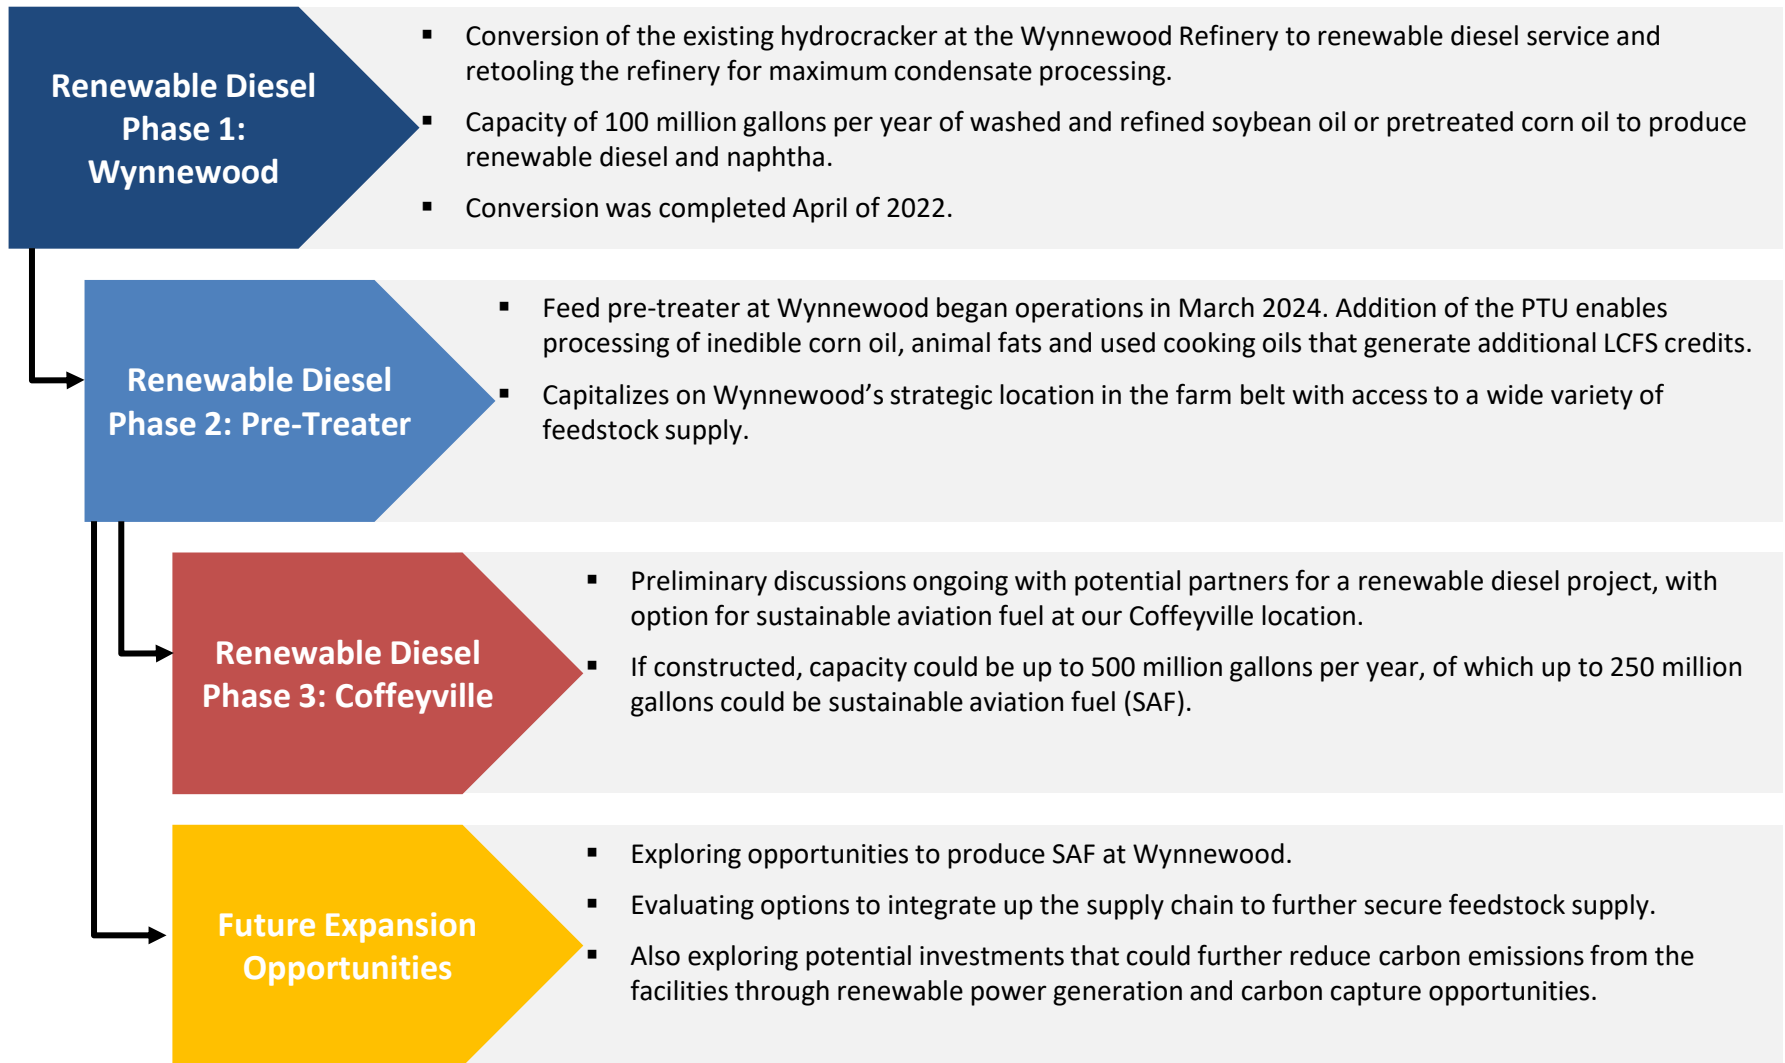 Renewable Diesel
Phase 1:
Wynnewood
▪ Conversion of the existing hydrocracker at the Wynnewood Refinery to renewable diesel service and
retooling the refinery for maximum condensate processing.
▪ Capacity of 100 million gallons per year of washed and refined soybean oil or pretreated corn oil to produce
renewable diesel and naphtha.
▪ Conversion was completed April of 2022.
Renewable Diesel
Phase 2: Pre-Treater
▪ Feed pre-treater at Wynnewood began operations in March 2024. Addition of the PTU enables
processing of inedible corn oil, animal fats and used cooking oils that generate additional LCFS credits.
▪ Capitalizes on Wynnewood’s strategic location in the farm belt with access to a wide variety of
feedstock supply.
Renewable Diesel
Phase 3: Coffeyville
▪ Preliminary discussions ongoing with potential partners for a renewable diesel project, with
option for sustainable aviation fuel at our Coffeyville location.
▪ If constructed, capacity could be up to 500 million gallons per year, of which up to 250 million
gallons could be sustainable aviation fuel (SAF).
Future Expansion
Opportunities
▪ Exploring opportunities to produce SAF at Wynnewood.
▪ Evaluating options to integrate up the supply chain to further secure feedstock supply.
▪ Also exploring potential investments that could further reduce carbon emissions from the
facilities through renewable power generation and carbon capture opportunities.